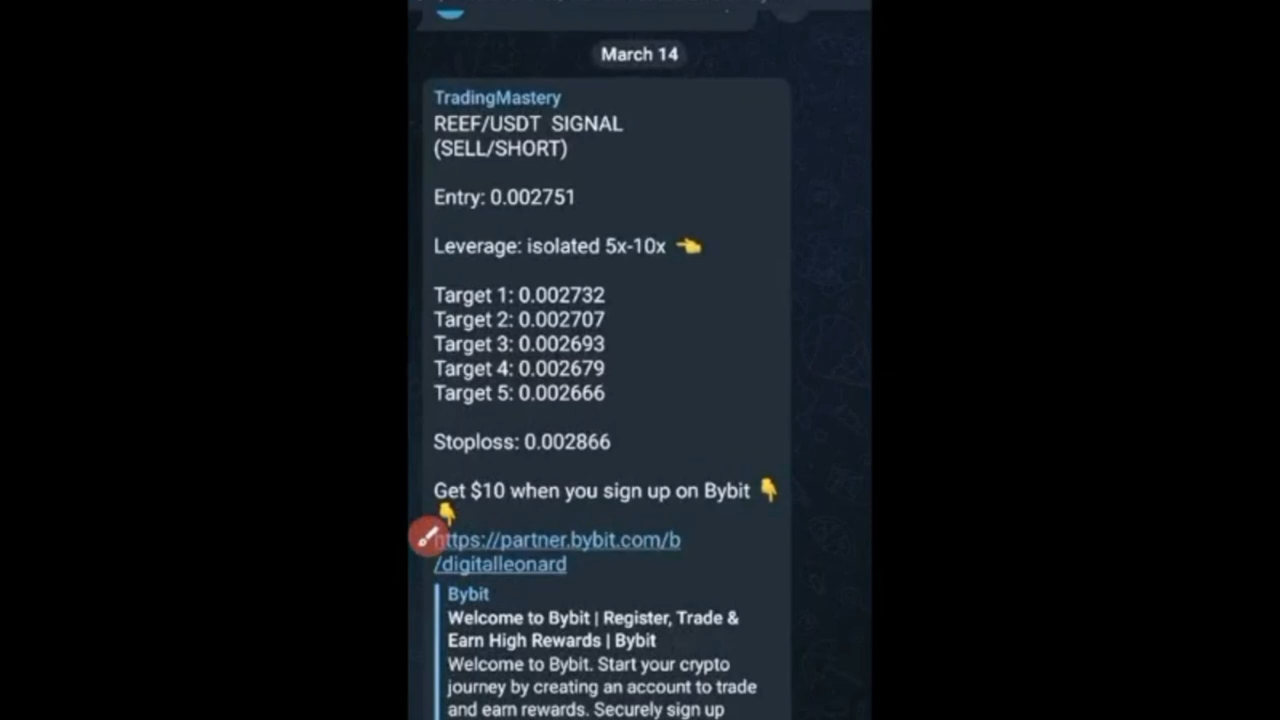 March 14
TradingMastery
REEF/USDT SIGNAL
(SELL/SHORT)
Entry: 0.002751
Leverage: isolated 5x-10x 👈
Target 1: 0.002732
Target 2: 0.002707
Target 3: 0.002693
Target 4: 0.002679
Target 5: 0.002666
Stoploss: 0.002866
Get $10 when you sign up on Bybit 👇
👇
https://partner.bybit.com/b
/digitalleonard
Bybit
Welcome to Bybit | Register, Trade &
Earn High Rewards | Bybit
Welcome to Bybit. Start your crypto
journey by creating an account to trade
and earn rewards. Securely sign up